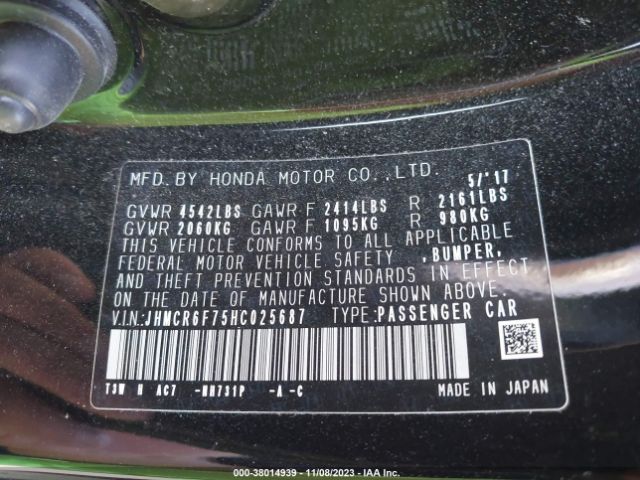 MFD. BY HONDA MOTOR CO.,LTD. 5/'17
GVWR 4542LBS GAWR F 2414LBS R 2161LBS
GVWR 2060KG GAWR F 1095KG R 980KG
THIS VEHICLE CONFORMS TO ALL APPLICABLE
FEDERAL MOTOR VEHICLE SAFETY ,BUMPER,
AND THEFT PREVENTION STANDARDS IN EFFECT
ON THE DATE OF MANUFACTURE SHOWN ABOVE.
VIN:JHMCR6F75HC025687 TYPE:PASSENGER CAR
T3W H AC7 -NH731P -A -C MADE IN JAPAN
000-38014939 - 11/08/2023 - IAA Inc.